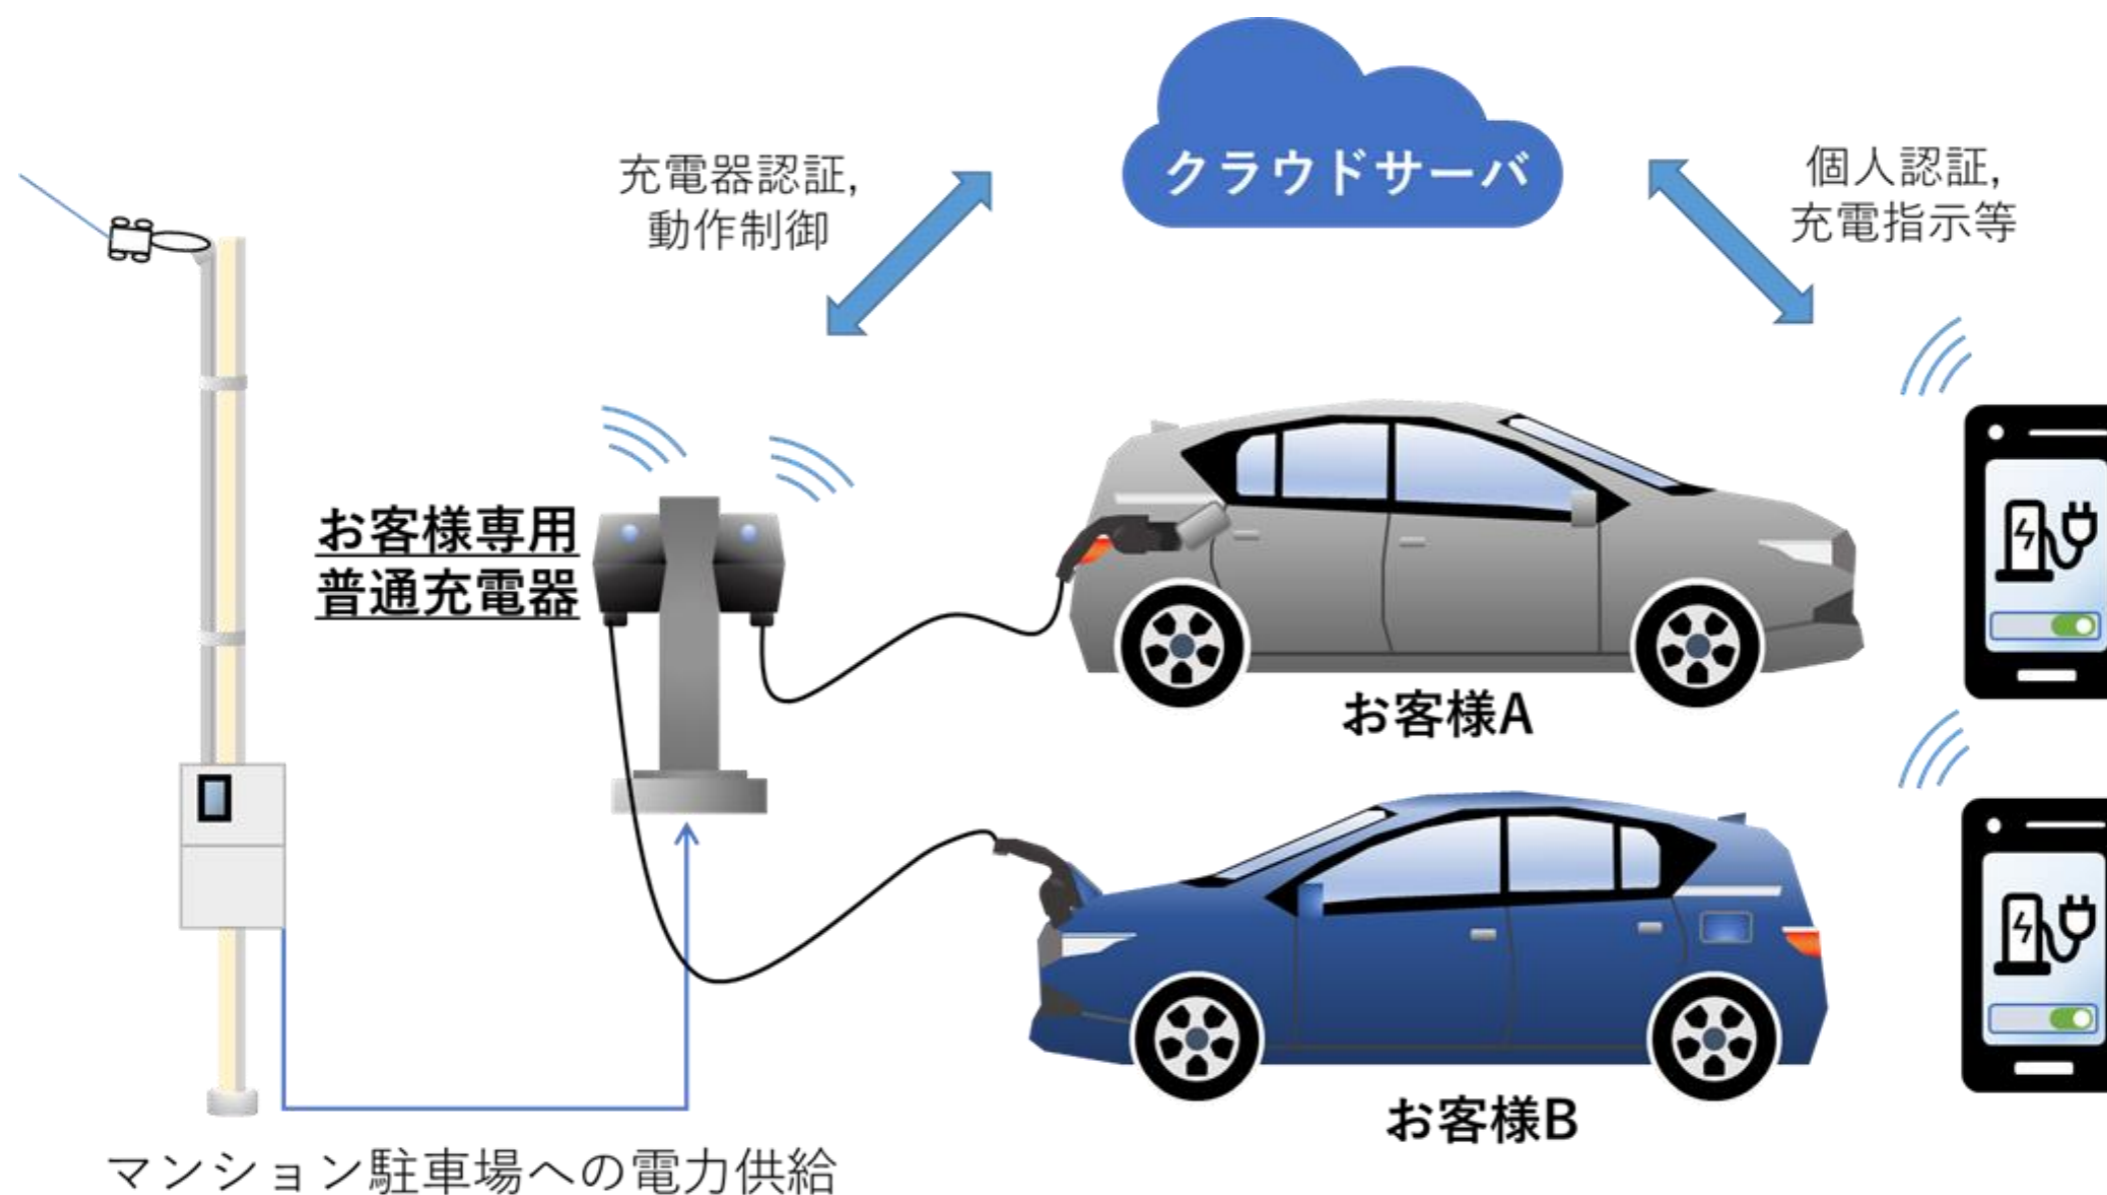 クラウドサーバ
充電器認証,
動作制御
個人認証,
充電指示等
お客様専用
普通充電器
お客様A
お客様B
マンション駐車場への電力供給